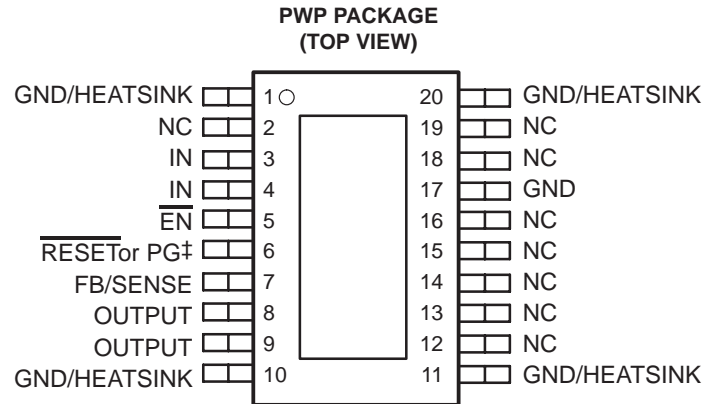 PWP PACKAGE
(TOP VIEW)
GND/HEATSINK 1 20 GND/HEATSINK
NC 2 19 NC
IN 3 18 NC
IN 4 17 GND
EN 5 16 NC
RESETor PG‡ 6 15 NC
FB/SENSE 7 14 NC
OUTPUT 8 13 NC
OUTPUT 9 12 NC
GND/HEATSINK 10 11 GND/HEATSINK